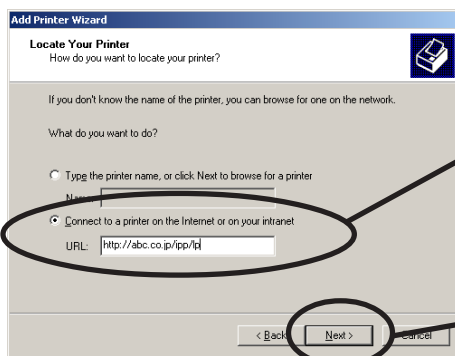 Add Printer Wizard
Locate Your Printer
How do you want to locate your printer?
If you don't know the name of the printer, you can browse for one on the network.
What do you want to do?
Type the printer name, or click Next to browse for a printer
Name:
Connect to a printer on the Internet or on your intranet
URL: http://abc.co.jp/ipp/lp
< Back Next > Cancel